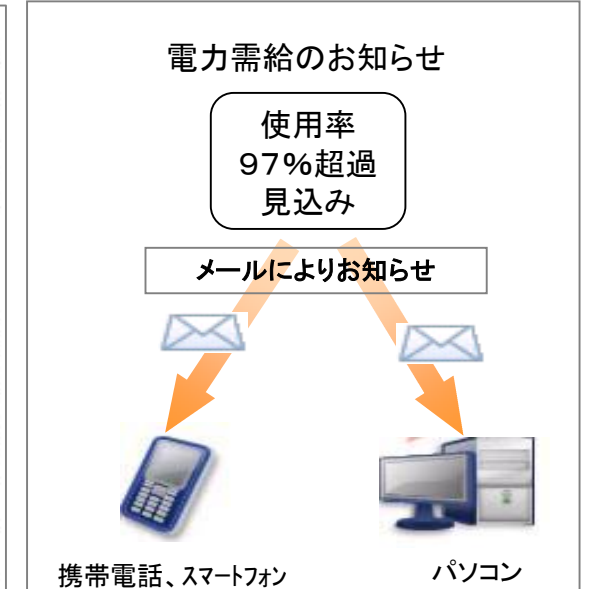 電力需給のお知らせ
使用率
97%超過
見込み
メールによりお知らせ
携帯電話、スマートフォン
パソコン